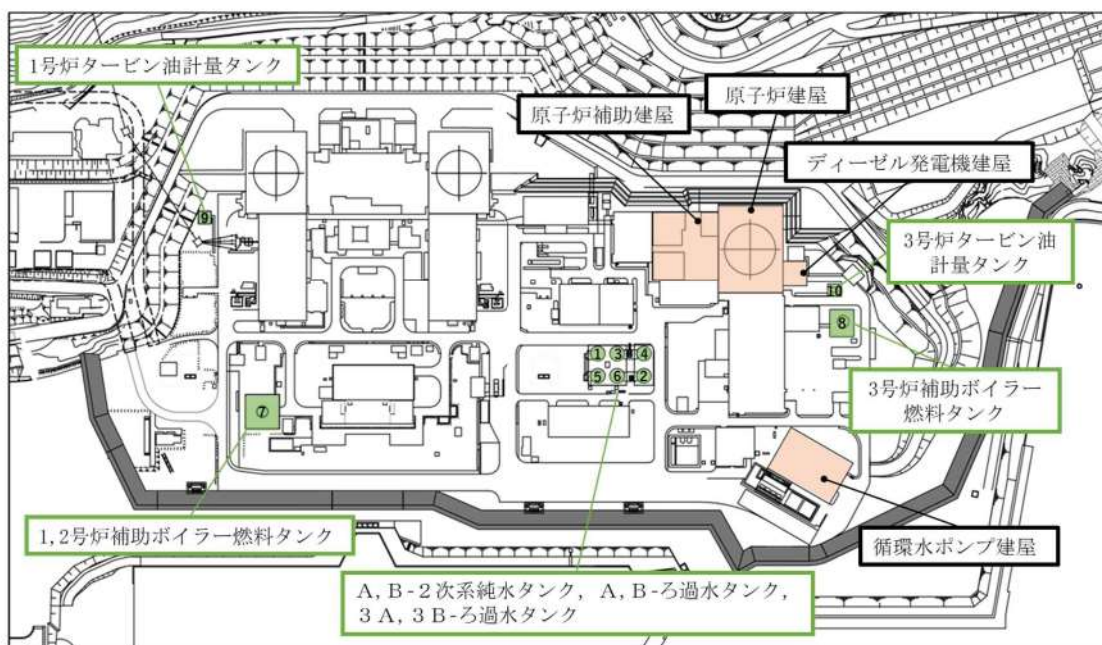 1号炉タービン油計量タンク
原子炉建屋
原子炉補助建屋
ディーゼル発電機建屋
⑨
3号炉タービン油
計量タンク
⑩
⑧
①③④
⑤⑥②
⑦
3号炉補助ボイラー
燃料タンク
1,2号炉補助ボイラー燃料タンク
循環水ポンプ建屋
A,B-2次系純水タンク, A,B-ろ過水タンク,
3A,3B-ろ過水タンク